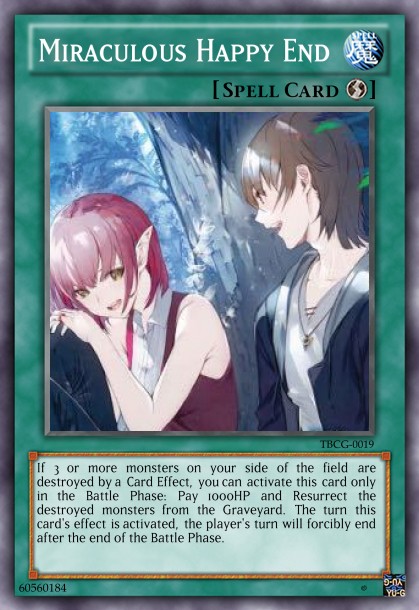 Miraculous Happy End
魔
[Spell Card]
TBCG-0019
If 3 or more monsters on your side of the field are
destroyed by a Card Effect, you can activate this card only
in the Battle Phase: Pay 1000HP and Resurrect the
destroyed monsters from the Graveyard. The turn this
card's effect is activated, the player's turn will forcibly end
after the end of the Battle Phase.
60560184